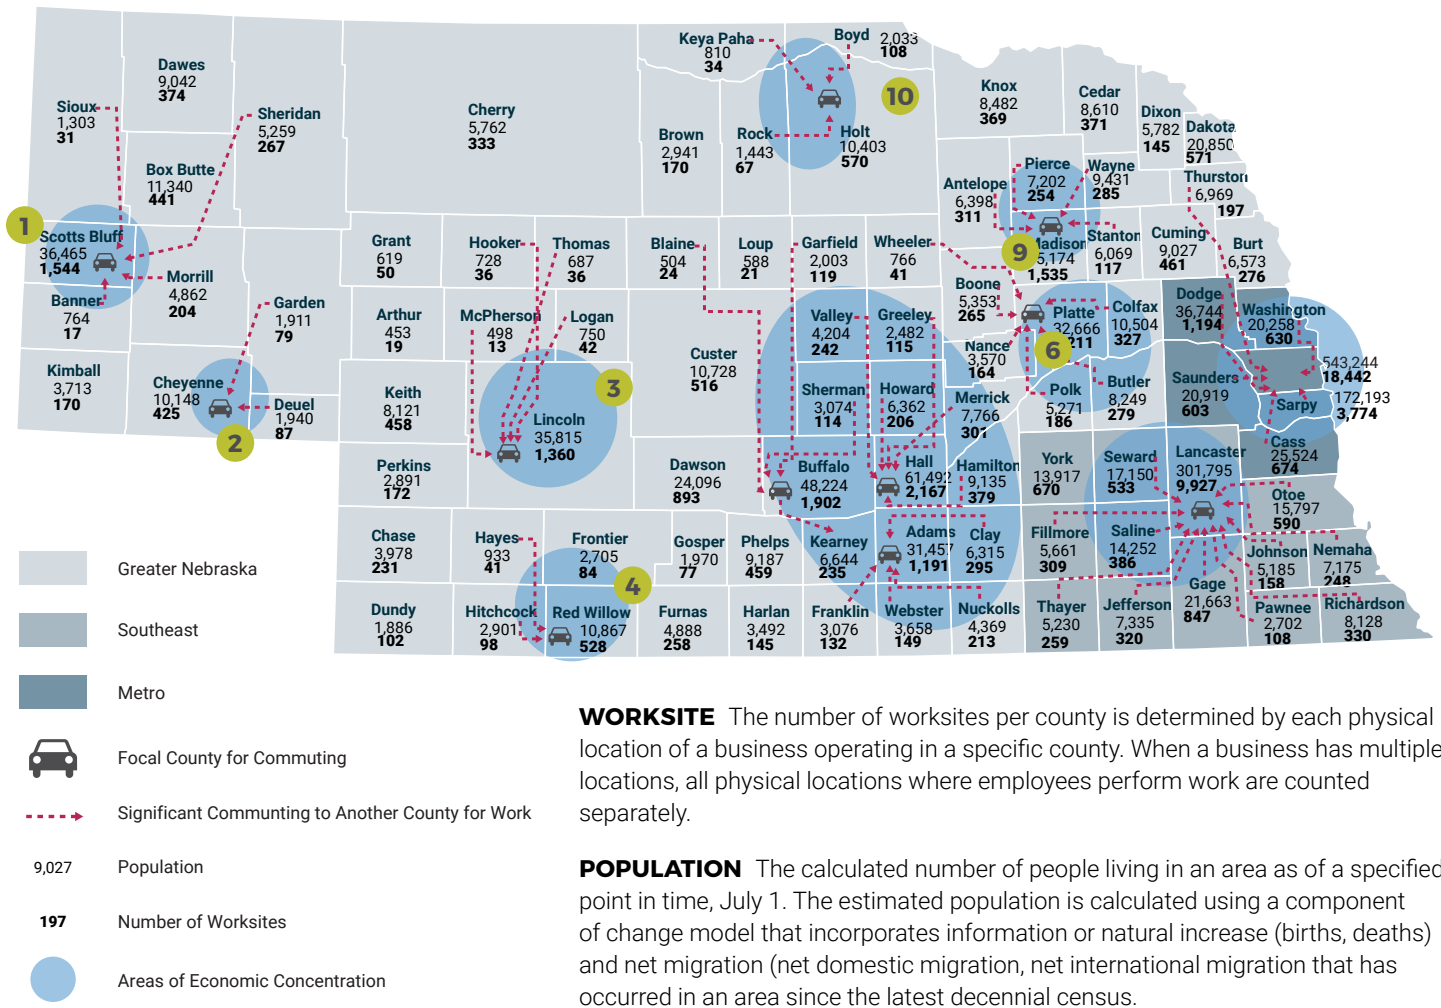 Keya Paha
810
34
Boyd
2,033
108
10
Dawes
9,042
374
Sioux
1,303
31
Sheridan
5,259
267
Cherry
5,762
333
Box Butte
11,340
441
Brown
2,941
170
Rock
1,443
67
Holt
10,403
570
Knox
8,482
369
Cedar
8,610
371
Dixon
5,782
145
Dakota
20,850
571
Pierce
7,202
254
Wayne
9,431
285
Thurston
6,969
197
Antelope
6,398
311
1
Scotts Bluff
36,465
1,544
Morrill
4,862
204
Banner
764
17
Garden
1,911
79
Kimball
3,713
170
Cheyenne
10,148
425
Deuel
1,940
87
2
Grant
619
50
Hooker
728
36
Thomas
687
36
Blaine
504
24
Loup
588
21
Garfield
2,003
119
Wheeler
766
41
9
Madison
5,174
1,535
Stanton
6,069
117
Cuming
9,027
461
Burt
6,573
276
Arthur
453
19
McPherson
498
13
Logan
750
42
Custer
10,728
516
Valley
4,204
242
Greeley
2,482
115
Boone
5,353
265
Platte
32,666
211
Colfax
10,504
327
Dodge
36,744
1,194
Washington
20,258
630
Nance
3,570
164
6
543,244
18,442
Keith
8,121
458
3
Lincoln
35,815
1,360
Sherman
3,074
114
Howard
6,362
206
Merrick
7,766
301
Polk
5,271
186
Butler
8,249
279
Saunders
20,919
603
Sarpy
172,193
3,774
Perkins
2,891
172
Dawson
24,096
893
Buffalo
48,224
1,902
Hall
61,492
2,167
Hamilton
9,135
379
York
13,917
670
Seward
17,150
533
Lancaster
301,795
9,927
Cass
25,524
674
Otoe
15,797
590
Chase
3,978
231
Hayes
933
41
Frontier
2,705
84
4
Gosper
1,970
77
Phelps
9,187
459
Kearney
6,644
235
Adams
31,457
1,191
Clay
6,315
295
Fillmore
5,661
309
Saline
14,252
386
Gage
21,663
847
Johnson
5,185
158
Nemaha
7,175
248
Dundy
1,886
102
Hitchcock
2,901
98
Red Willow
10,867
528
Furnas
4,888
258
Harlan
3,492
145
Franklin
3,076
132
Webster
3,658
149
Nuckolls
4,369
213
Thayer
5,230
259
Jefferson
7,335
320
Pawnee
2,702
108
Richardson
8,128
330
Greater Nebraska
Southeast
Metro
Focal County for Commuting
Significant Communting to Another County for Work
9,027 Population
197 Number of Worksites
Areas of Economic Concentration
WORKSITE The number of worksites per county is determined by each physical
location of a business operating in a specific county. When a business has multiple
locations, all physical locations where employees perform work are counted
separately.
POPULATION The calculated number of people living in an area as of a specified
point in time, July 1. The estimated population is calculated using a component
of change model that incorporates information or natural increase (births, deaths)
and net migration (net domestic migration, net international migration that has
occurred in an area since the latest decennial census.